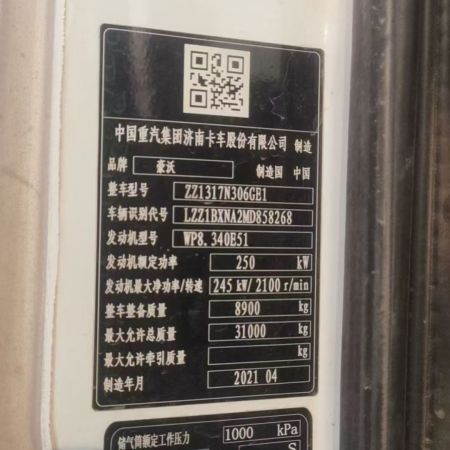 中国重汽集团济南卡车股份有限公司 制造
品牌 豪沃 制造国 中国
整车型号 ZZ1317N306GE1
车辆识别代号 LZZ1BXNA2MD858268
发动机型号 WP8.340E51
发动机额定功率 250 kW
发动机最大净功率/转速 245 kW/ 2100 r/min
整车整备质量 8900 kg
最大允许总质量 31000 kg
最大允许牵引质量 kg
制造年月 2021 04
储气筒额定工作压力 1000 kPa
S